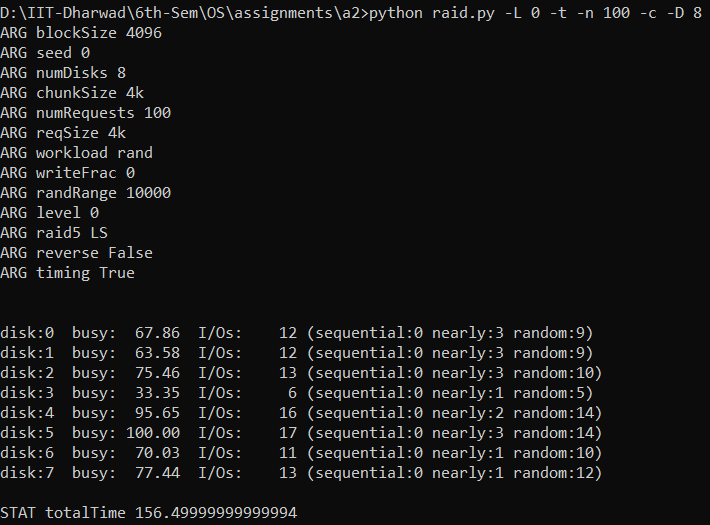 D:\IIT-Dharwad\6th-Sem\OS\assignments\a2>python raid.py -L 0 -t -n 100 -c -D 8
ARG blockSize 4096
ARG seed 0
ARG numDisks 8
ARG chunkSize 4k
ARG numRequests 100
ARG reqSize 4k
ARG workload rand
ARG writeFrac 0
ARG randRange 10000
ARG level 0
ARG raid5 LS
ARG reverse False
ARG timing True
disk:0  busy:  67.86  I/Os:    12 (sequential:0 nearly:3 random:9)
disk:1  busy:  63.58  I/Os:    12 (sequential:0 nearly:3 random:9)
disk:2  busy:  75.46  I/Os:    13 (sequential:0 nearly:3 random:10)
disk:3  busy:  33.35  I/Os:     6 (sequential:0 nearly:1 random:5)
disk:4  busy:  95.65  I/Os:    16 (sequential:0 nearly:2 random:14)
disk:5  busy: 100.00  I/Os:    17 (sequential:0 nearly:3 random:14)
disk:6  busy:  70.03  I/Os:    11 (sequential:0 nearly:1 random:10)
disk:7  busy:  77.44  I/Os:    13 (sequential:0 nearly:1 random:12)
STAT totalTime 156.49999999999994